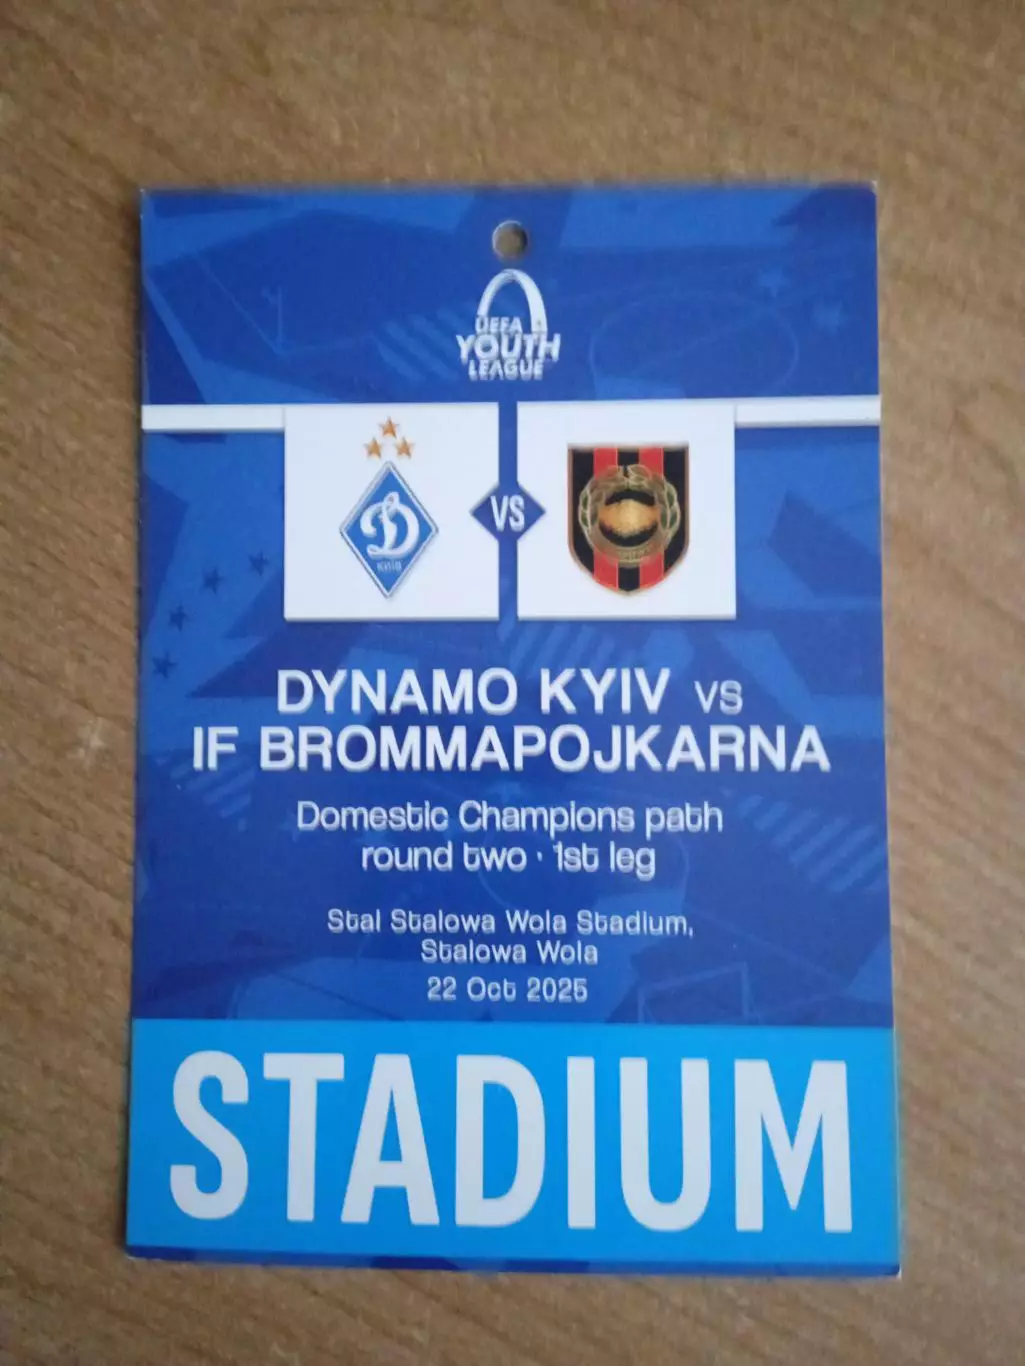 UEFA
YOUTH
LEAGUE
КИЇВ
VS
DYNAMO KYIV VS
IF BROMMAPOJKARNA
Domestic Champions path
round two · 1st leg
Stal Stalowa Wola Stadium,
Stalowa Wola
22 Oct 2025
STADIUM